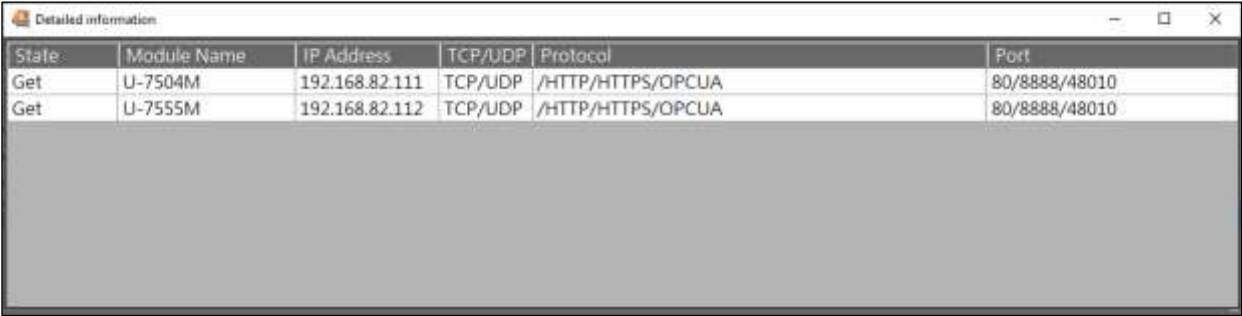 Detailed information
State Module Name IP Address TCP/UDP Protocol Port
Get U-7504M 192.168.82.111 TCP/UDP /HTTP/HTTPS/OPCUA 80/8888/48010
Get U-7555M 192.168.82.112 TCP/UDP /HTTP/HTTPS/OPCUA 80/8888/48010